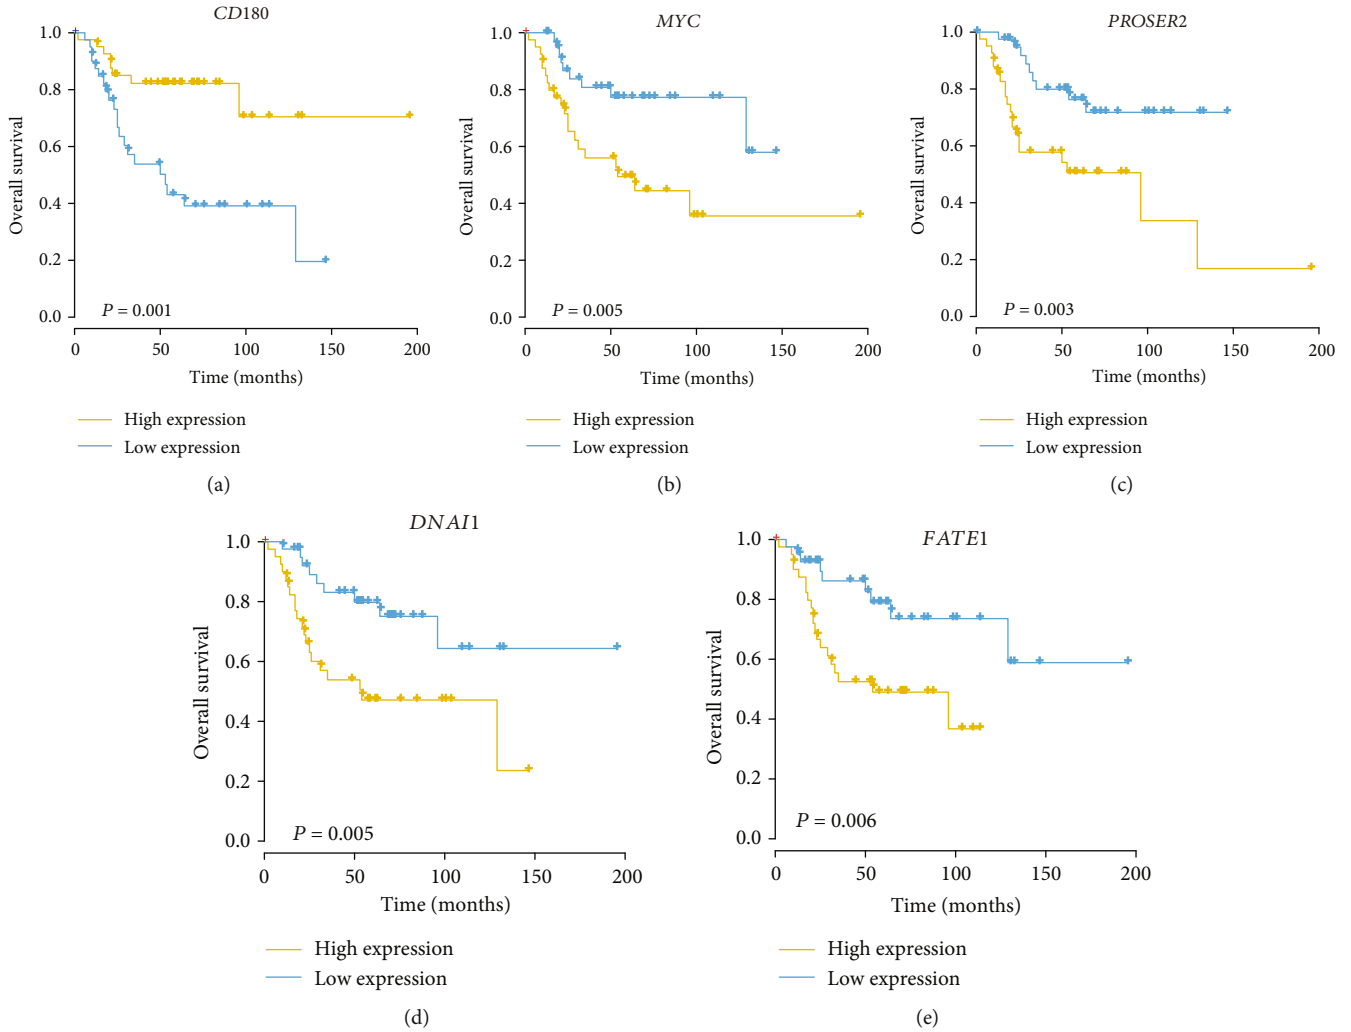 CD180
Overall survival
1.0
0.8
0.6
0.4
0.2
0.0
P = 0.001
0 50 100 150 200
Time (months)
High expression
Low expression
(a)
MYC
Overall survival
1.0
0.8
0.6
0.4
0.2
0.0
P = 0.005
0 50 100 150 200
Time (months)
High expression
Low expression
(b)
PROSER2
Overall survival
1.0
0.8
0.6
0.4
0.2
0.0
P = 0.003
0 50 100 150 200
Time (months)
High expression
Low expression
(c)
DNAI1
Overall survival
1.0
0.8
0.6
0.4
0.2
0.0
P = 0.005
0 50 100 150 200
Time (months)
High expression
Low expression
(d)
FATE1
Overall survival
1.0
0.8
0.6
0.4
0.2
0.0
P = 0.006
0 50 100 150 200
Time (months)
High expression
Low expression
(e)